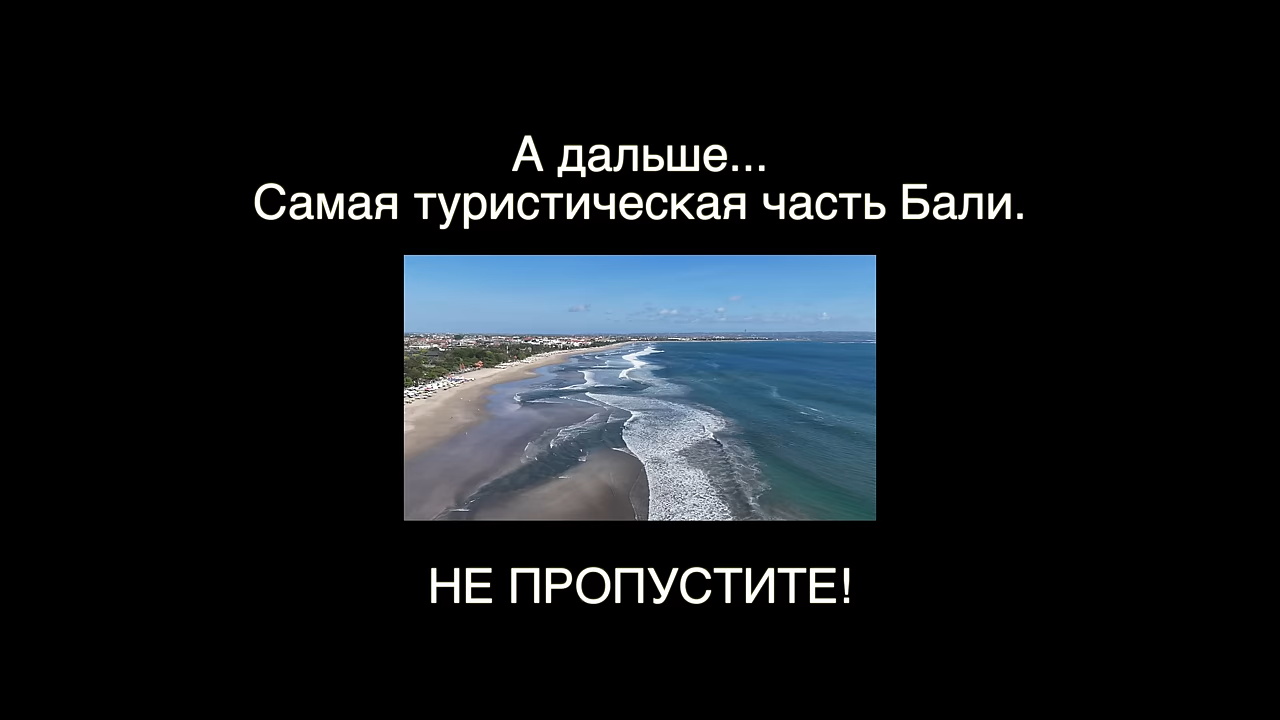 А дальше...
Самая туристическая часть Бали.
НЕ ПРОПУСТИТЕ!